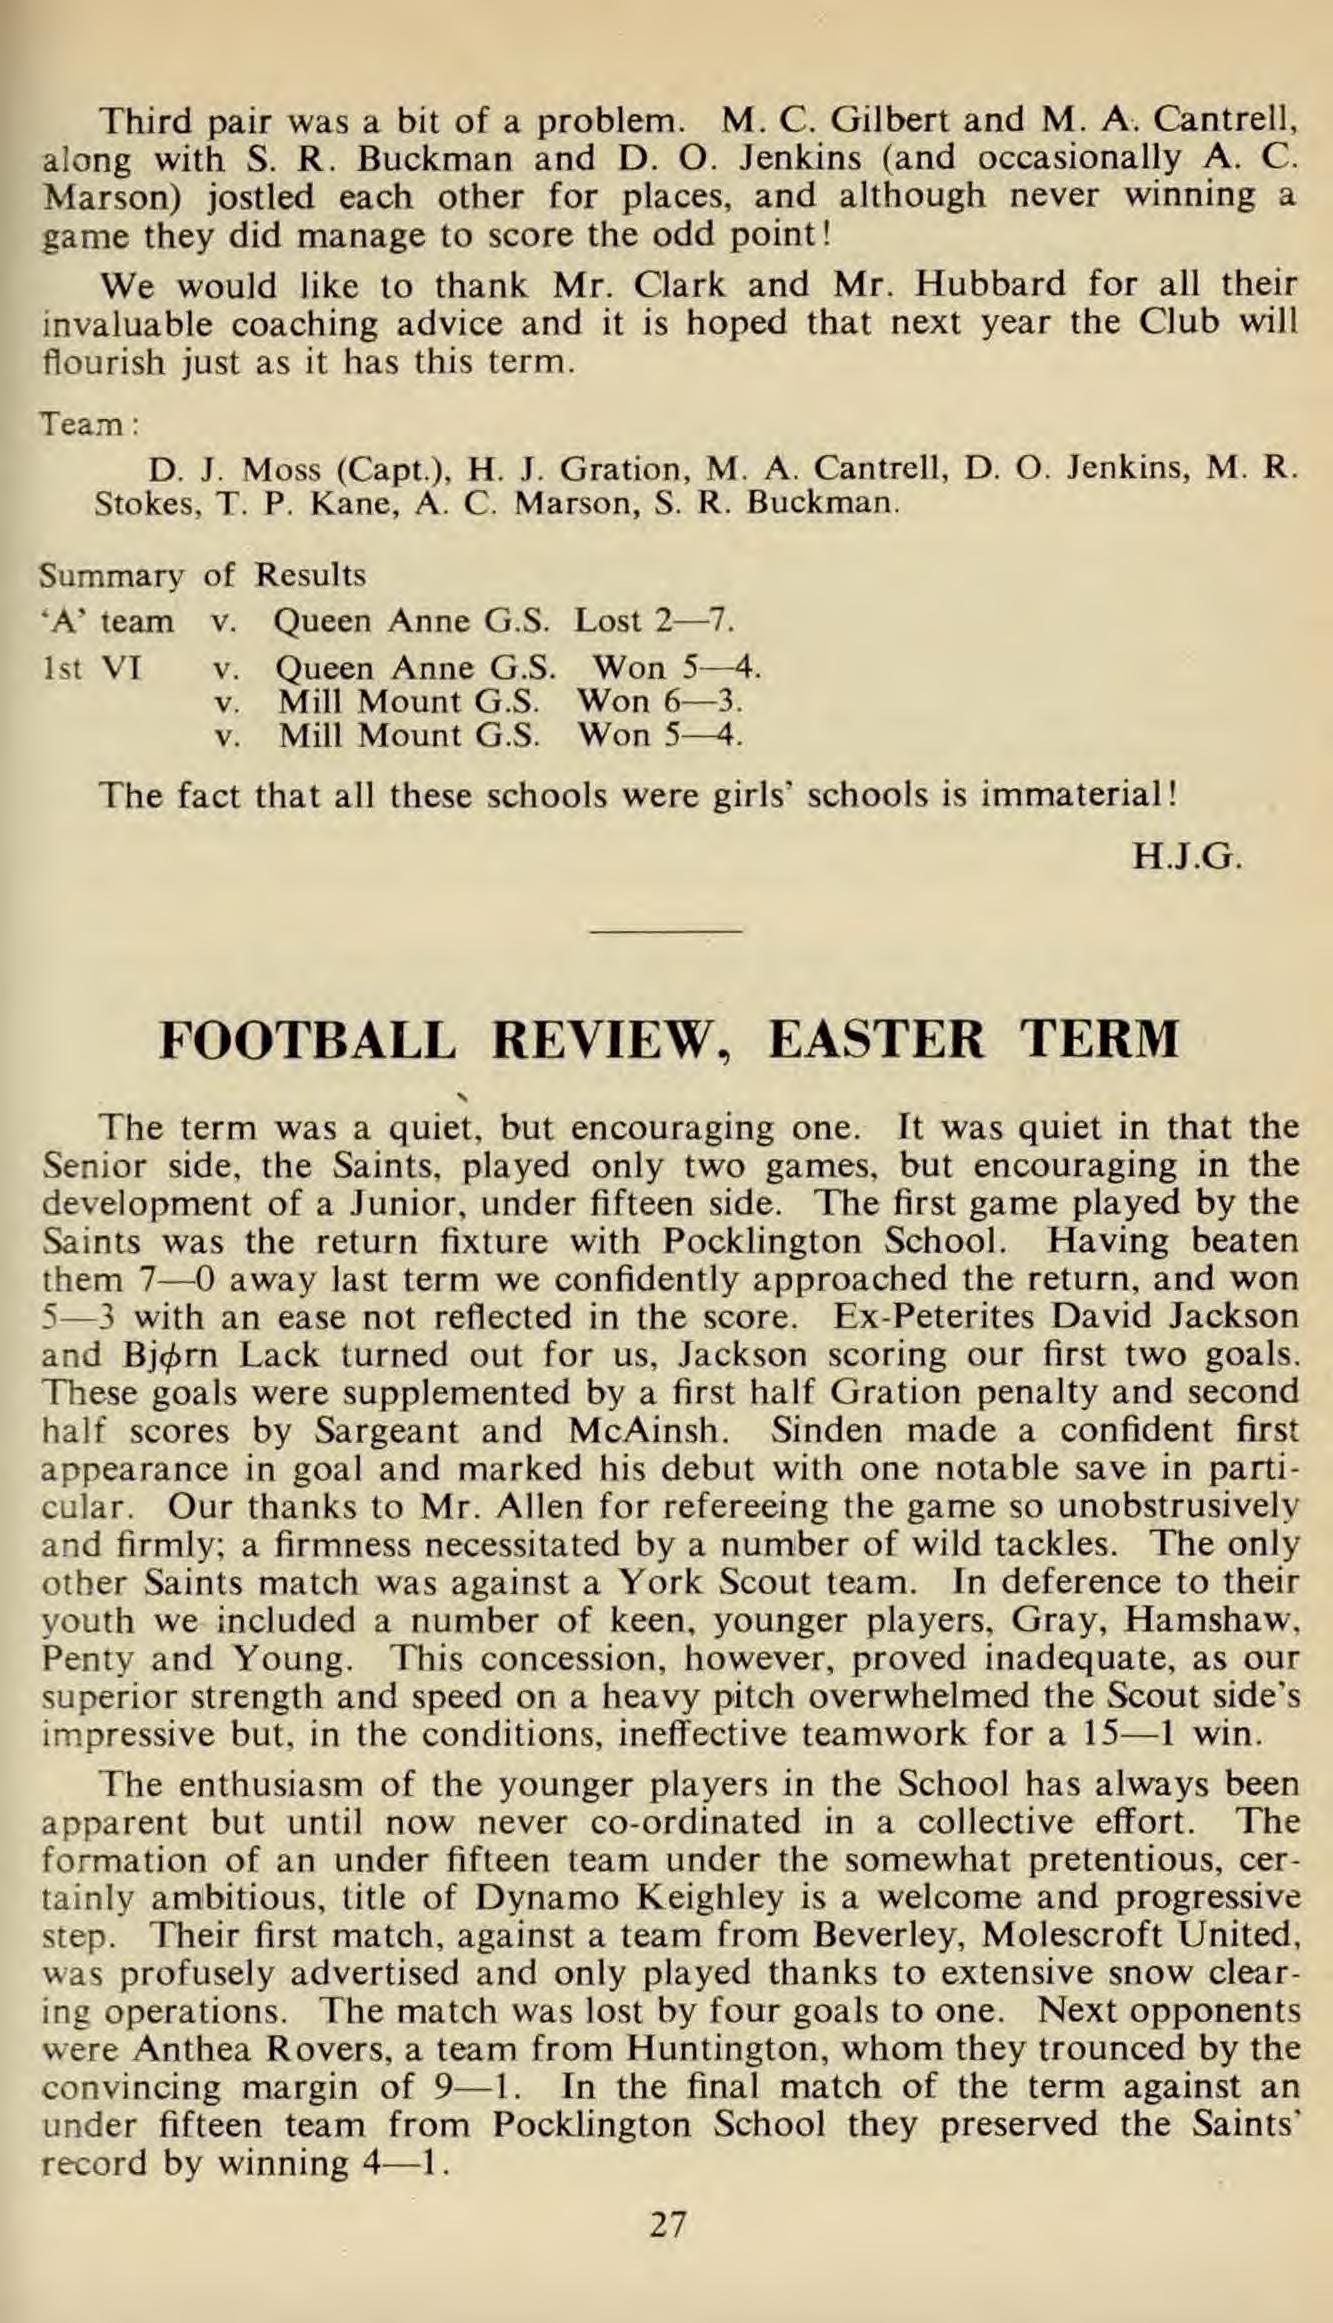 Third pair was a bit of a problem. M. C. Gilbert and M. A. Cantrell,
along with S. R. Buckman and D. O. Jenkins (and occasionally A. C.
Marson) jostled each other for places, and although never winning a
game they did manage to score the odd point!
We would like to thank Mr. Clark and Mr. Hubbard for all their
invaluable coaching advice and it is hoped that next year the Club will
flourish just as it has this term.
Team:
D. J. Moss (Capt.), H. J. Gration, M. A. Cantrell, D. O. Jenkins, M. R.
Stokes, T. P. Kane, A. C. Marson, S. R. Buckman.
Summary of Results
'A' team v. Queen Anne G.S. Lost 2—7.
1st VI v. Queen Anne G.S. Won 5—4.
v. Mill Mount G.S. Won 6—3.
v. Mill Mount G.S. Won 5—4.
The fact that all these schools were girls' schools is immaterial!
H.J.G.
FOOTBALL REVIEW, EASTER TERM
The term was a quiet, but encouraging one. It was quiet in that the
Senior side, the Saints, played only two games, but encouraging in the
development of a Junior, under fifteen side. The first game played by the
Saints was the return fixture with Pocklington School. Having beaten
them 7—0 away last term we confidently approached the return, and won
5—3 with an ease not reflected in the score. Ex-Peterites David Jackson
and Bjørn Lack turned out for us, Jackson scoring our first two goals.
These goals were supplemented by a first half Gration penalty and second
half scores by Sargeant and McAinsh. Sinden made a confident first
appearance in goal and marked his debut with one notable save in parti-
cular. Our thanks to Mr. Allen for refereeing the game so unobstrusively
and firmly; a firmness necessitated by a number of wild tackles. The only
other Saints match was against a York Scout team. In deference to their
youth we included a number of keen, younger players, Gray, Hamshaw,
Penty and Young. This concession, however, proved inadequate, as our
superior strength and speed on a heavy pitch overwhelmed the Scout side's
impressive but, in the conditions, ineffective teamwork for a 15—1 win.
The enthusiasm of the younger players in the School has always been
apparent but until now never co-ordinated in a collective effort. The
formation of an under fifteen team under the somewhat pretentious, cer-
tainly ambitious, title of Dynamo Keighley is a welcome and progressive
step. Their first match, against a team from Beverley, Molescroft United,
was profusely advertised and only played thanks to extensive snow clear-
ing operations. The match was lost by four goals to one. Next opponents
were Anthea Rovers, a team from Huntington, whom they trounced by the
convincing margin of 9—1. In the final match of the term against an
under fifteen team from Pocklington School they preserved the Saints'
record by winning 4—1.
27